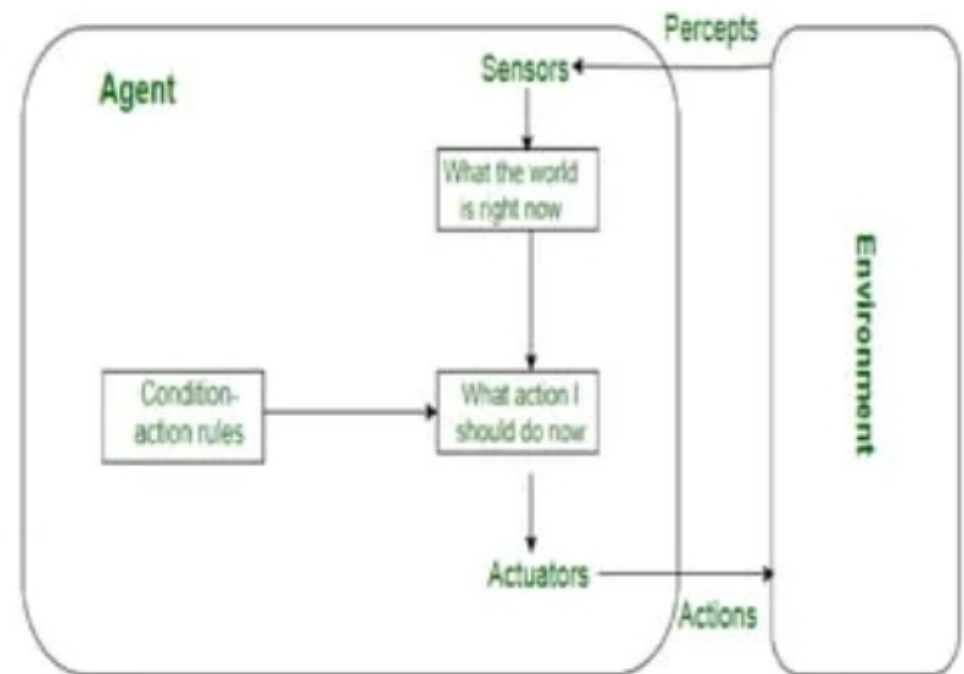 Percepts
Sensors
Agent
What the world
is right now
Environment
Condition-
action rules
What action I
should do now
Actuators
Actions